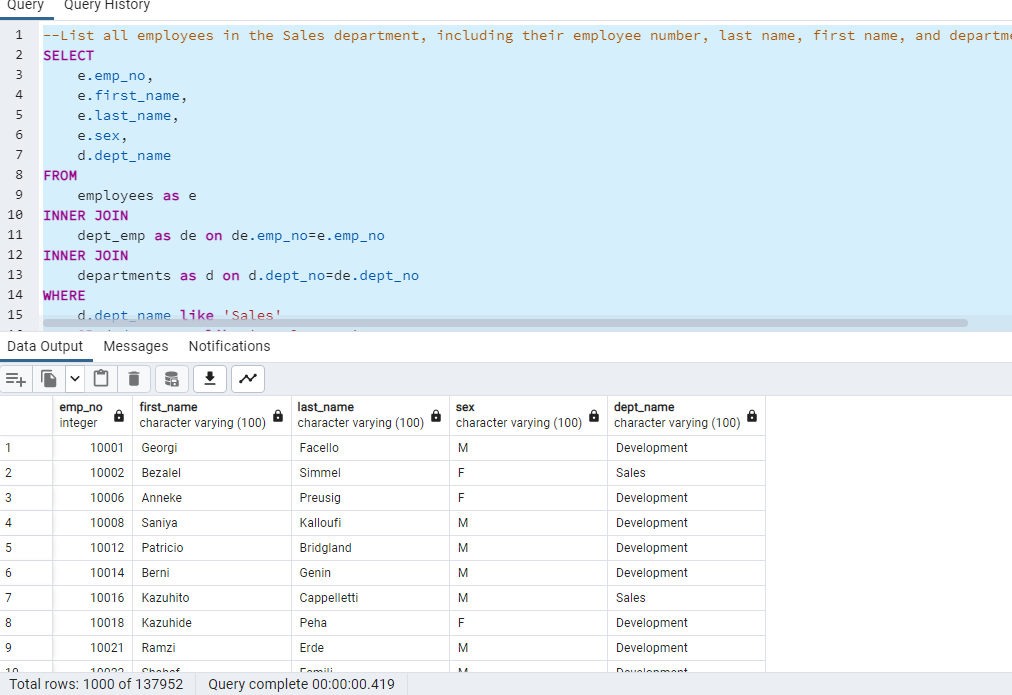 Query Query History
1 --List all employees in the Sales department, including their employee number, last name, first name, and departme
2 SELECT
3 e.emp_no,
4 e.first_name,
5 e.last_name,
6 e.sex,
7 d.dept_name
8 FROM
9 employees as e
10 INNER JOIN
11 dept_emp as de on de.emp_no=e.emp_no
12 INNER JOIN
13 departments as d on d.dept_no=de.dept_no
14 WHERE
15 d.dept_name like 'Sales'
Data Output Messages Notifications
emp_no first_name last_name sex dept_name
integer character varying (100) character varying (100) character varying (100) character varying (100)
1 10001 Georgi Facello M Development
2 10002 Bezalel Simmel F Sales
3 10006 Anneke Preusig F Development
4 10008 Saniya Kalloufi M Development
5 10012 Patricio Bridgland M Development
6 10014 Berni Genin M Development
7 10016 Kazuhito Cappelletti M Sales
8 10018 Kazuhide Peha F Development
9 10021 Ramzi Erde M Development
Total rows: 1000 of 137952 Query complete 00:00:00.419